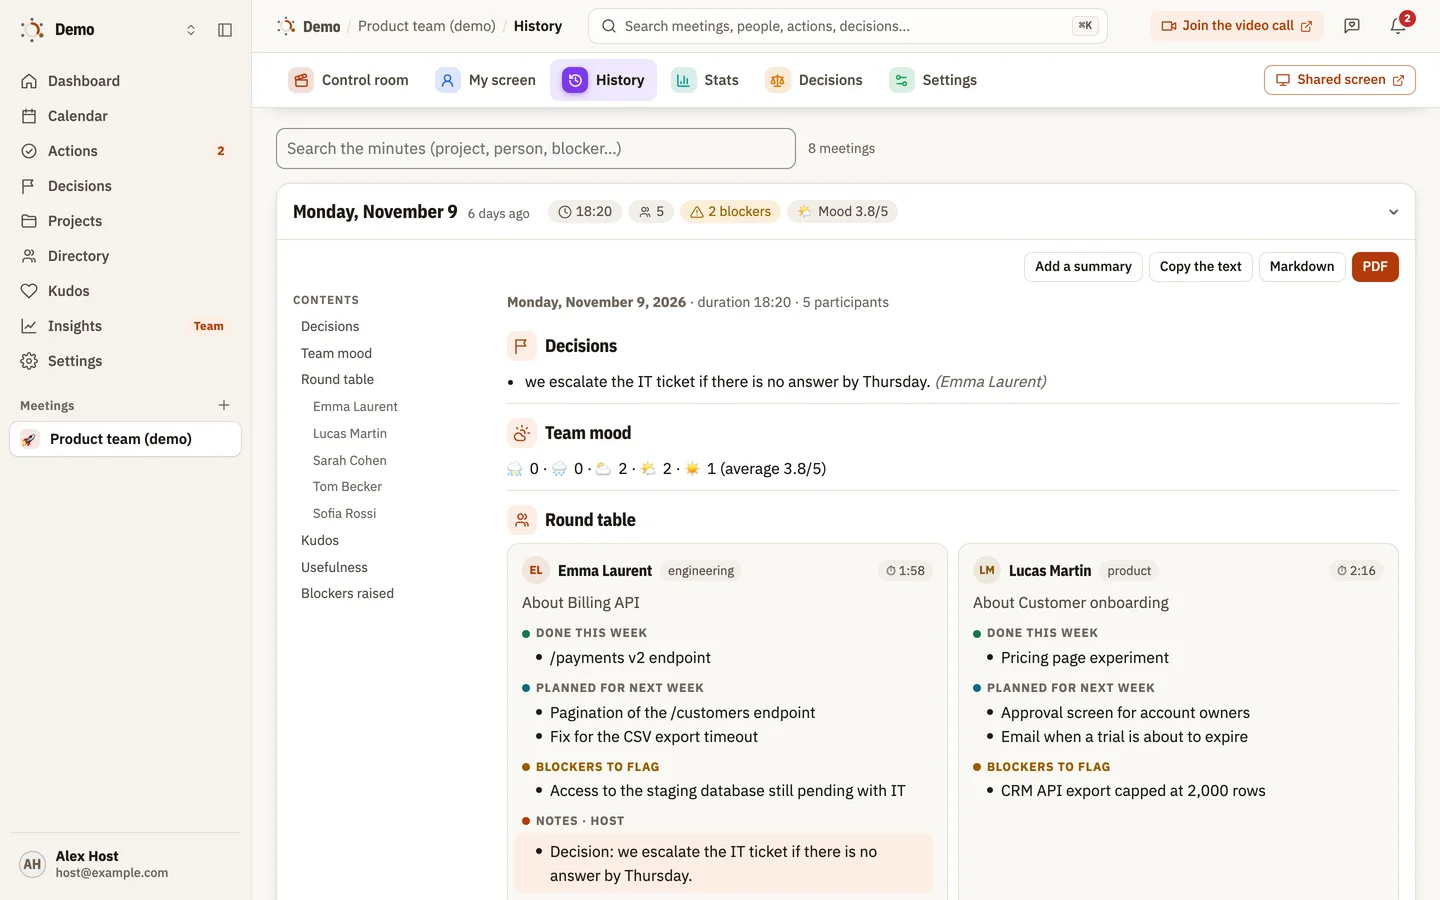 Demo
Dashboard
Calendar
Actions 2
Decisions
Projects
Directory
Kudos
Insights Team
Settings
Meetings
Product team (demo)
AH
Alex Host
host@example.com
Demo / Product team (demo) / History
Search meetings, people, actions, decisions... ⌘K
Join the video call
2
Control room
My screen
History
Stats
Decisions
Settings
Shared screen
Search the minutes (project, person, blocker...)
8 meetings
Monday, November 9 6 days ago 18:20 5 2 blockers Mood 3.8/5
Add a summary
Copy the text
Markdown
PDF
CONTENTS
Decisions
Team mood
Round table
Emma Laurent
Lucas Martin
Sarah Cohen
Tom Becker
Sofia Rossi
Kudos
Usefulness
Blockers raised
Monday, November 9, 2026 · duration 18:20 · 5 participants
Decisions
• we escalate the IT ticket if there is no answer by Thursday. (Emma Laurent)
Team mood
🌧️ 0 · 🌧️ 0 · 🌥️ 2 · 🌤️ 2 · ☀️ 1 (average 3.8/5)
Round table
EL Emma Laurent engineering 1:58
About Billing API
DONE THIS WEEK
• /payments v2 endpoint
PLANNED FOR NEXT WEEK
• Pagination of the /customers endpoint
• Fix for the CSV export timeout
BLOCKERS TO FLAG
• Access to the staging database still pending with IT
NOTES · HOST
• Decision: we escalate the IT ticket if there is no
answer by Thursday.
LM Lucas Martin product 2:16
About Customer onboarding
DONE THIS WEEK
• Pricing page experiment
PLANNED FOR NEXT WEEK
• Approval screen for account owners
• Email when a trial is about to expire
BLOCKERS TO FLAG
• CRM API export capped at 2,000 rows